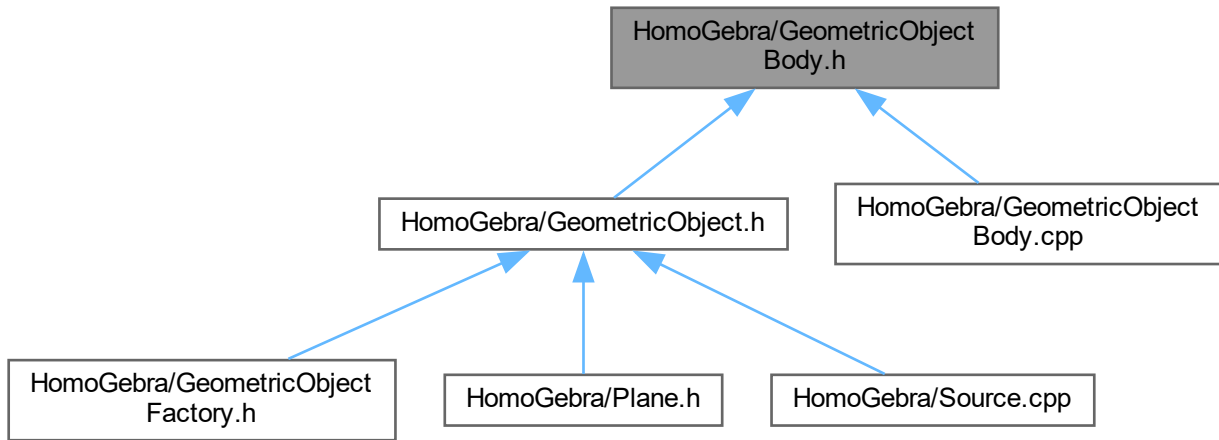 HomoGebra/GeometricObject
Body.h
HomoGebra/GeometricObject.h
HomoGebra/GeometricObject
Body.cpp
HomoGebra/GeometricObject
Factory.h
HomoGebra/Plane.h
HomoGebra/Source.cpp